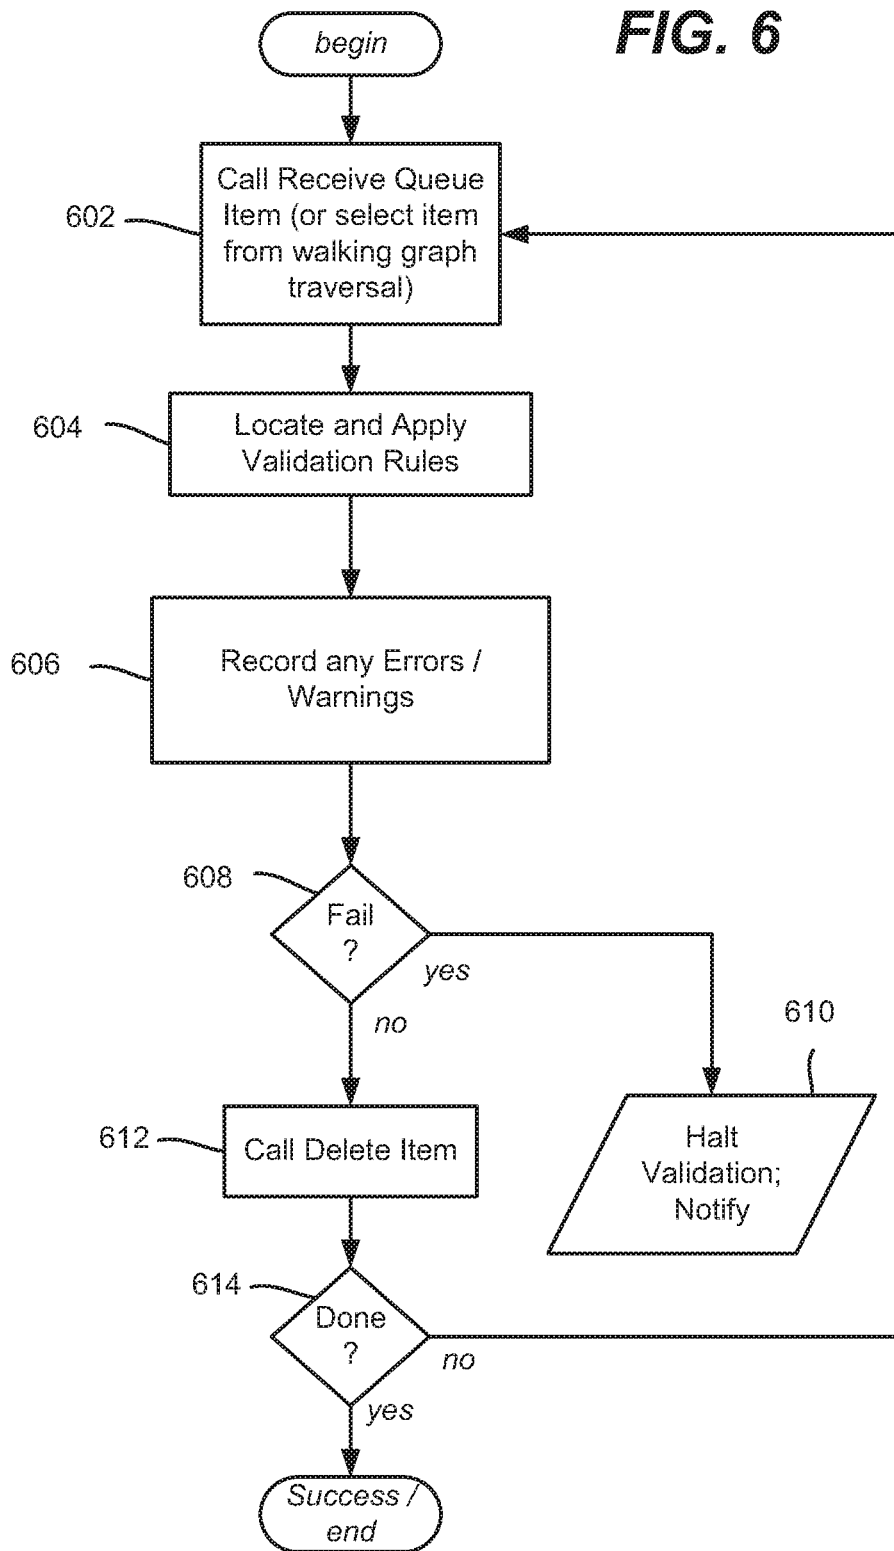 FIG. 6
begin
602
Call Receive Queue
Item (or select item
from walking graph
traversal)
604
Locate and Apply
Validation Rules
606
Record any Errors /
Warnings
608
Fail
?
yes
no
610
Halt
Validation;
Notify
612
Call Delete Item
614
Done
?
no
yes
Success /
end